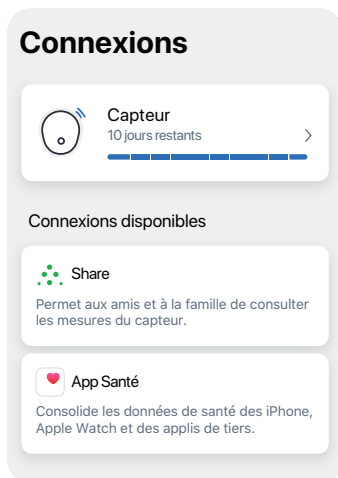 Connexions
Capteur
10 jours restants
Connexions disponibles
Share
Permet aux amis et à la famille de consulter
les mesures du capteur.
App Santé
Consolide les données de santé des iPhone,
Apple Watch et des applis de tiers.